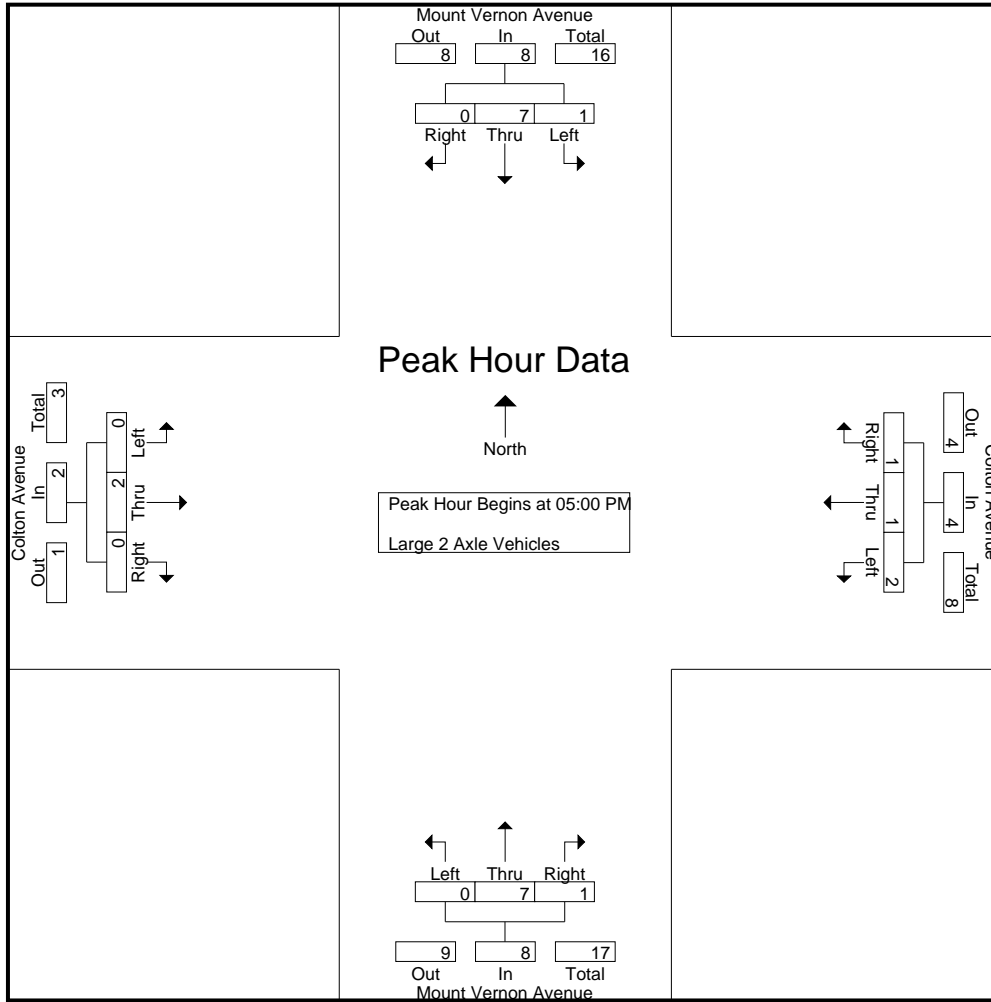 Mount Vernon Avenue
Out In Total
8 8 16
0 7 1
Right Thru Left
Peak Hour Data
North
Peak Hour Begins at 05:00 PM
Large 2 Axle Vehicles
Colton Avenue
Out In Total
1 2 3
0 2 0
Right Thru Left
Colton Avenue
Out In Total
4 4 8
1 1 2
Right Thru Left
Left Thru Right
0 7 1
9 8 17
Out In Total
Mount Vernon Avenue